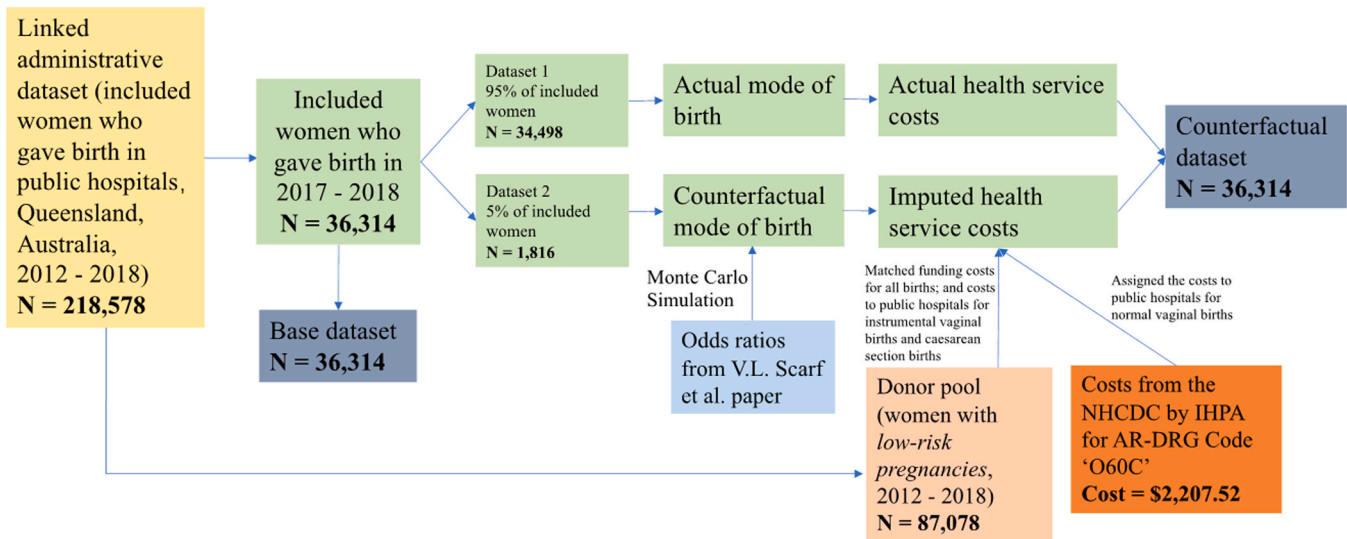 Linked
administrative
dataset (included
women who
gave birth in
public hospitals,
Queensland,
Australia,
2012 - 2018)
N = 218,578
Included
women who
gave birth in
2017 - 2018
N = 36,314
Base dataset
N = 36,314
Dataset 1
95% of included
women
N = 34,498
Dataset 2
5% of included
women
N = 1,816
Actual mode of
birth
Actual health service
costs
Counterfactual
mode of birth
Imputed health
service costs
Counterfactual
dataset
N = 36,314
Monte Carlo
Simulation
Odds ratios
from V.L. Scarf
et al. paper
Matched funding costs
for all births; and costs
to public hospitals for
instrumental vaginal
births and caesarean
section births
Assigned the costs to
public hospitals for
normal vaginal births
Donor pool
(women with
low-risk
pregnancies,
2012 - 2018)
N = 87,078
Costs from the
NHCDC by IHPA
for AR-DRG Code
‘O60C’
Cost = $2,207.52